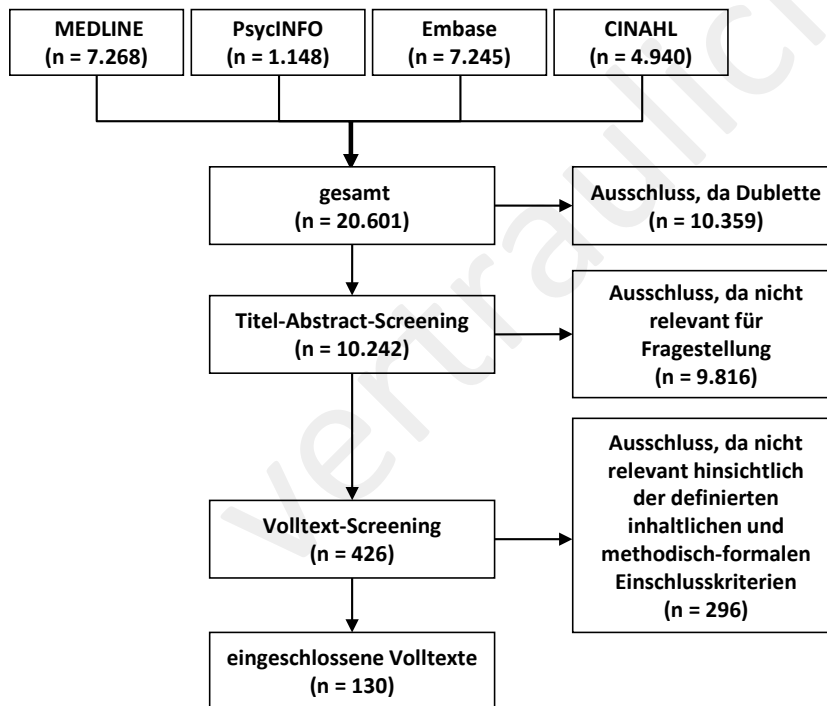 MEDLINE
(n = 7.268)
PsycINFO
(n = 1.148)
Embase
(n = 7.245)
CINAHL
(n = 4.940)
gesamt
(n = 20.601)
Ausschluss, da Dublette
(n = 10.359)
Titel-Abstract-Screening
(n = 10.242)
Ausschluss, da nicht
relevant für
Fragestellung
(n = 9.816)
Volltext-Screening
(n = 426)
Ausschluss, da nicht
relevant hinsichtlich
der definierten
inhaltlichen und
methodisch-formalen
Einschlusskriterien
(n = 296)
eingeschlossene Volltexte
(n = 130)
vertraulic